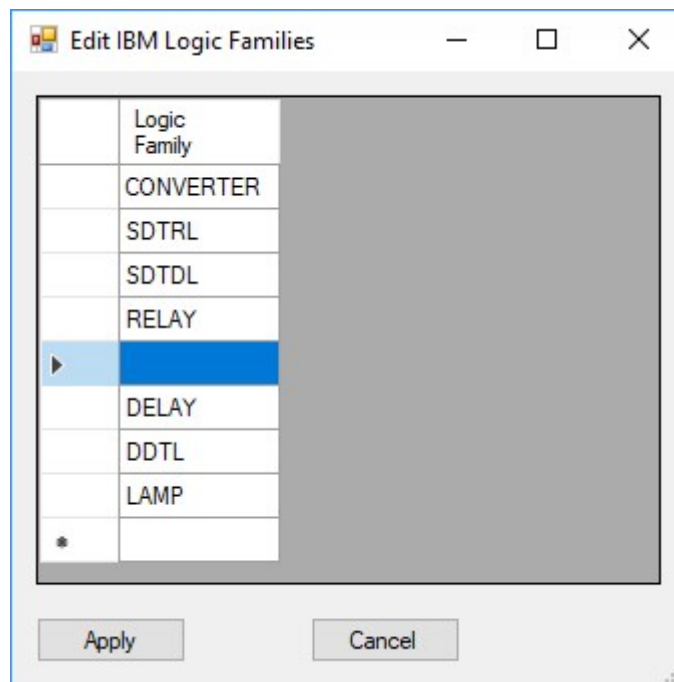 Edit IBM Logic Families
Logic
Family
CONVERTER
SDTRL
SDTDL
RELAY
DELAY
DDTL
LAMP
Apply
Cancel